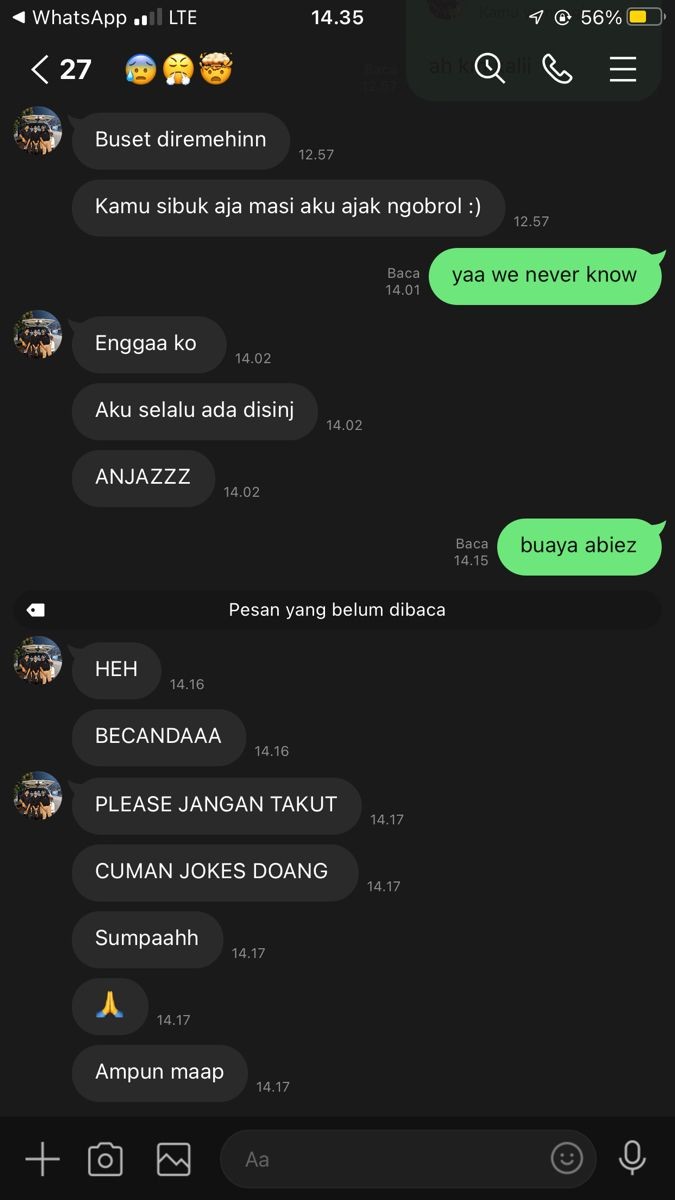 WhatsApp LTE 14.35 56%
27 😰😤🤯
Buset diremehinn
12.57
Kamu sibuk aja masi aku ajak ngobrol :)
12.57
Baca
14.01
yaa we never know
Enggaa ko
14.02
Aku selalu ada disinj
14.02
ANJAZZZ
14.02
Baca
14.15
buaya abiez
Pesan yang belum dibaca
HEH
14.16
BECANDAAA
14.16
PLEASE JANGAN TAKUT
14.17
CUMAN JOKES DOANG
14.17
Sumpaahh
14.17
🙏
14.17
Ampun maap
14.17
Aa